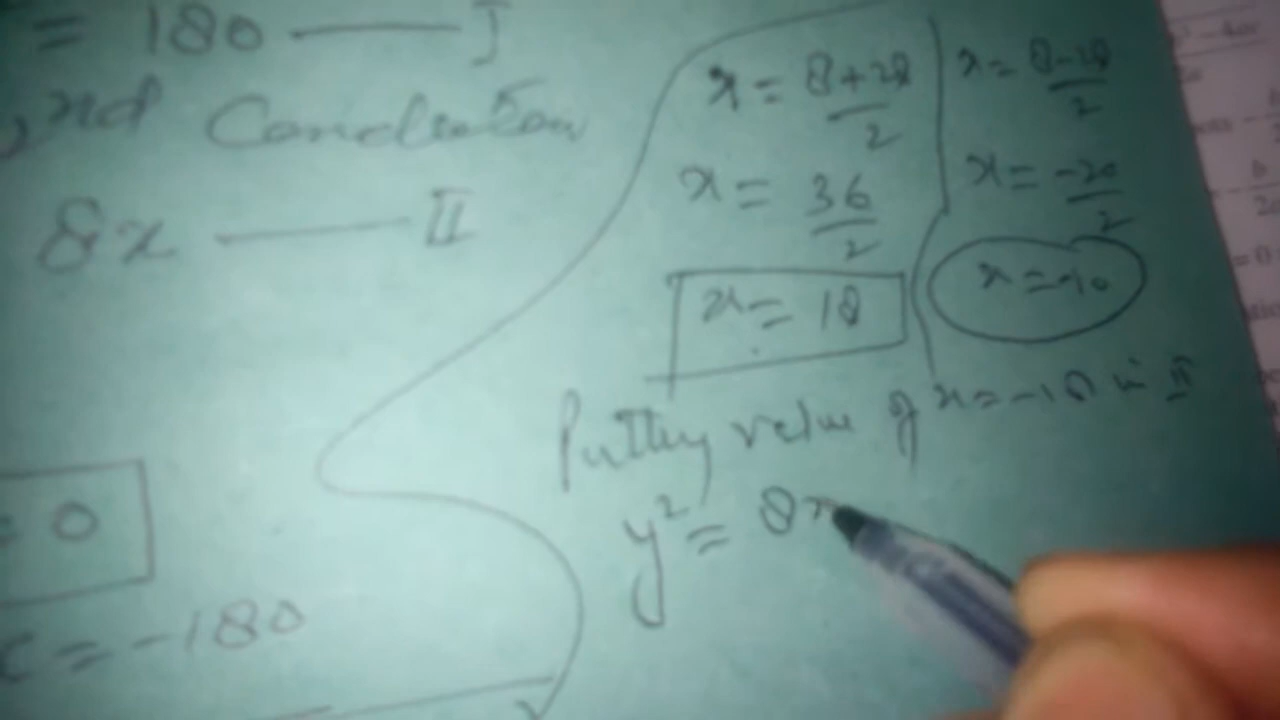 = 180 —— I
, 2nd Condition
8x —— II
= 0
c = -180
x = 8+28/2
x = 36/2
x = 18
x = 8-28/2
x = -20/2
x = -10
Putting value of x = -18 in II
y² = 8x